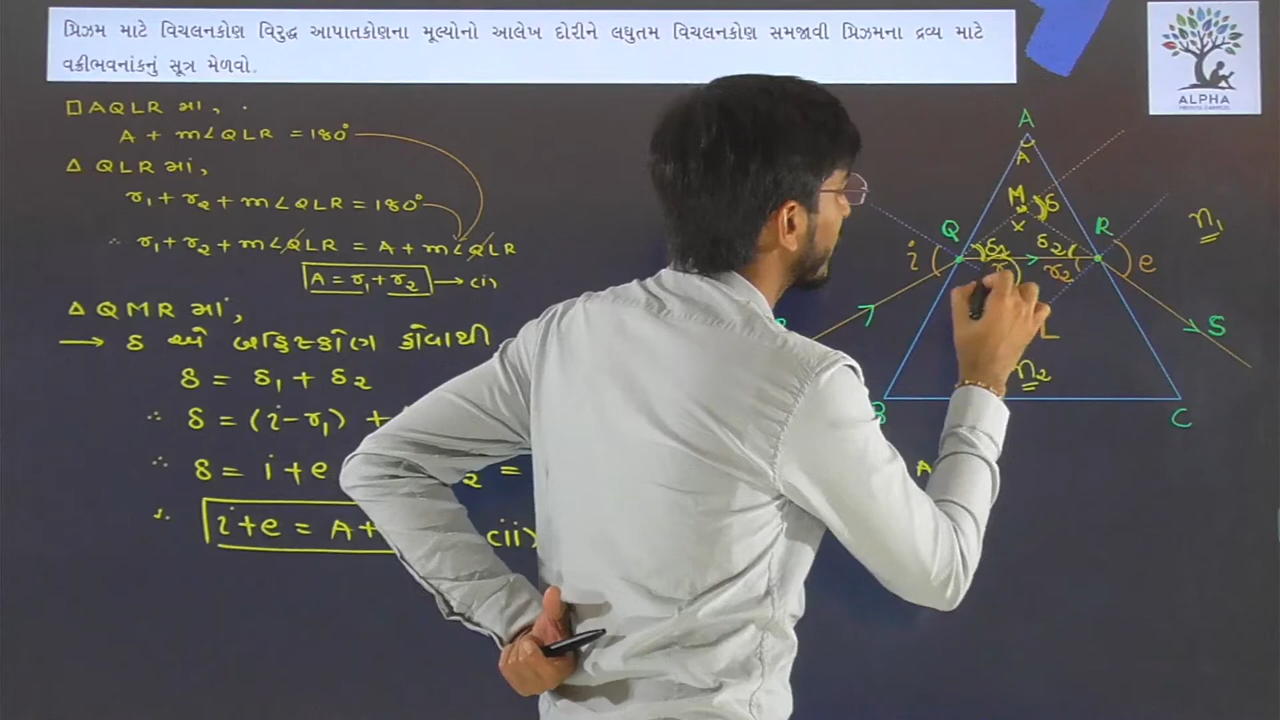 પ્રિઝમ માટે વિચલનકોણ વિરુદ્ધ આપાતકોણના મૂલ્યોનો આલેખ દોરીને લઘુતમ વિચલનકોણ સમજાવી પ્રિઝમના દ્રવ્ય માટે
વક્રીભવનાંકનું સૂત્ર મેળવો.
ALPHA
□AQLR માં,
A + m∠QLR = 180°
Δ QLR માં,
r₁ + r₂ + m∠QLR = 180°
∴ r₁ + r₂ + m∠QLR = A + m∠QLR
A = r₁ + r₂ → (i)
Δ QMR માં,
→ δ એ બહિષ્કોણ હોવાથી
δ = δ₁ + δ₂
∴ δ = (i-r₁) +
∴ δ = i+e ₂ =
∴ i+e = A+ (ii)
A
A
M δ
x
n₁
Q R
i δ₁ δ₂ e
r r₂
L S
n₂
B C
A